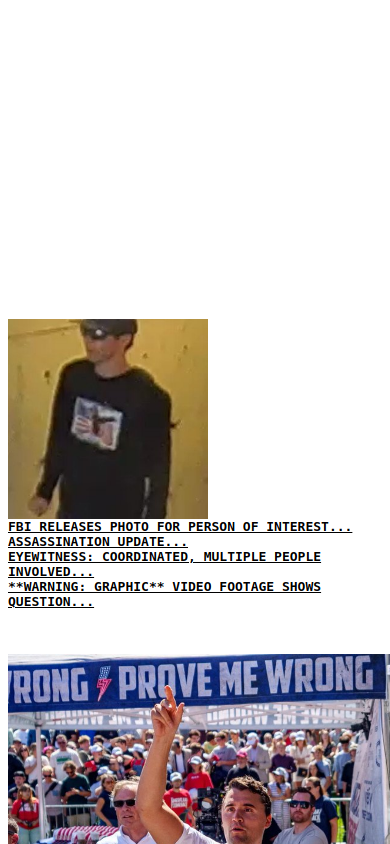 FBI RELEASES PHOTO FOR PERSON OF INTEREST...
ASSASSINATION UPDATE...
EYEWITNESS: COORDINATED, MULTIPLE PEOPLE
INVOLVED...
**WARNING: GRAPHIC** VIDEO FOOTAGE SHOWS
QUESTION...
RONG PROVE ME WRONG